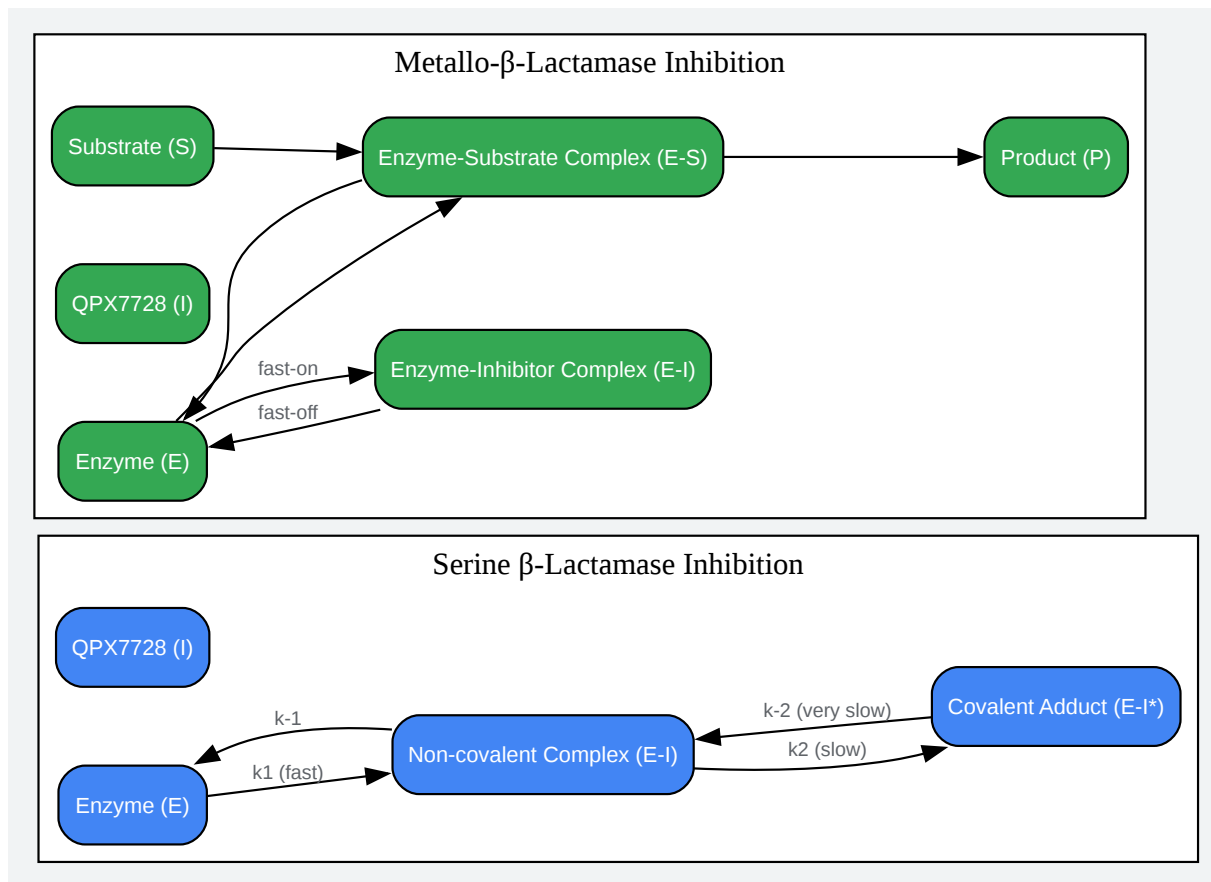 Metallo-β-Lactamase Inhibition
Substrate (S)
Enzyme-Substrate Complex (E-S)
Product (P)
QPX7728 (I)
fast-on
Enzyme-Inhibitor Complex (E-I)
fast-off
Enzyme (E)
Serine β-Lactamase Inhibition
QPX7728 (I)
k-1
k-2 (very slow)
Covalent Adduct (E-I*)
Non-covalent Complex (E-I)
k2 (slow)
k1 (fast)
Enzyme (E)